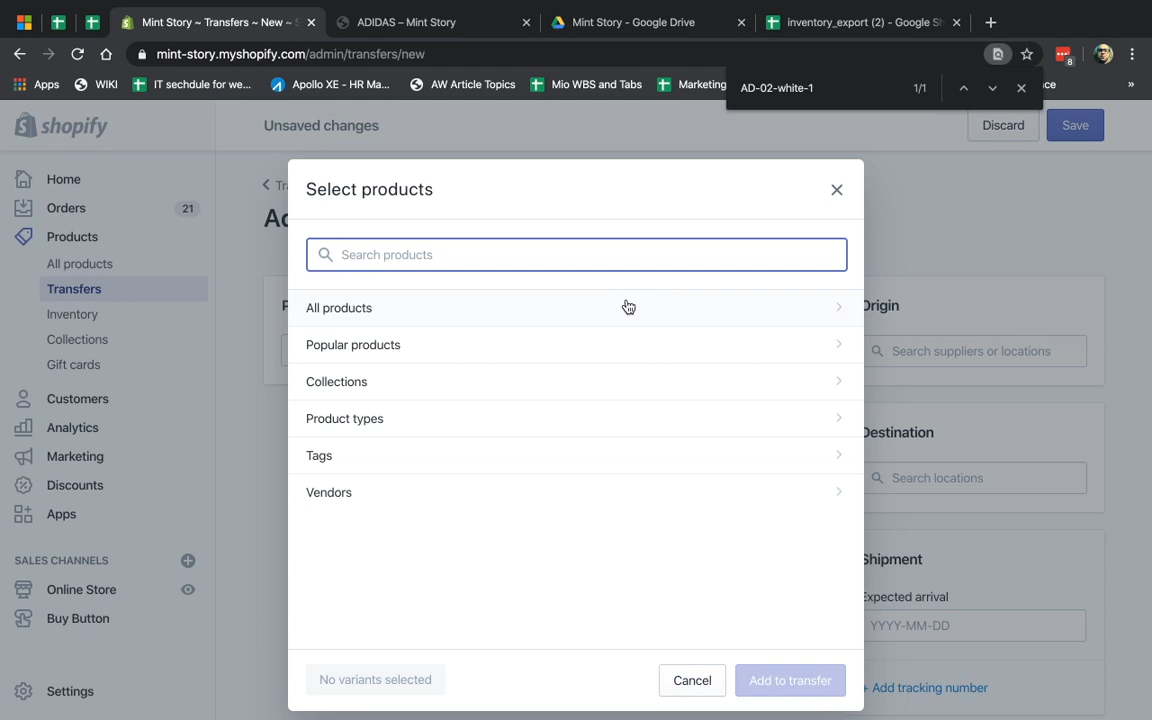 Mint Story ~ Transfers ~ New ~ S
ADIDAS – Mint Story
Mint Story - Google Drive
inventory_export (2) - Google Sh
mint-story.myshopify.com/admin/transfers/new
8
Apps
WIKI
IT sechdule for we...
Apollo XE - HR Ma...
AW Article Topics
Mio WBS and Tabs
Marketing
AD-02-white-1
1/1
ce
»
shopify
Unsaved changes
Discard
Save
Home
Orders
21
Products
All products
Transfers
Inventory
Collections
Gift cards
Customers
Analytics
Marketing
Discounts
Apps
SALES CHANNELS
Online Store
Buy Button
Settings
Select products
Search products
All products
Popular products
Collections
Product types
Tags
Vendors
No variants selected
Cancel
Add to transfer
Origin
Search suppliers or locations
Destination
Search locations
Shipment
Expected arrival
YYYY-MM-DD
Add tracking number